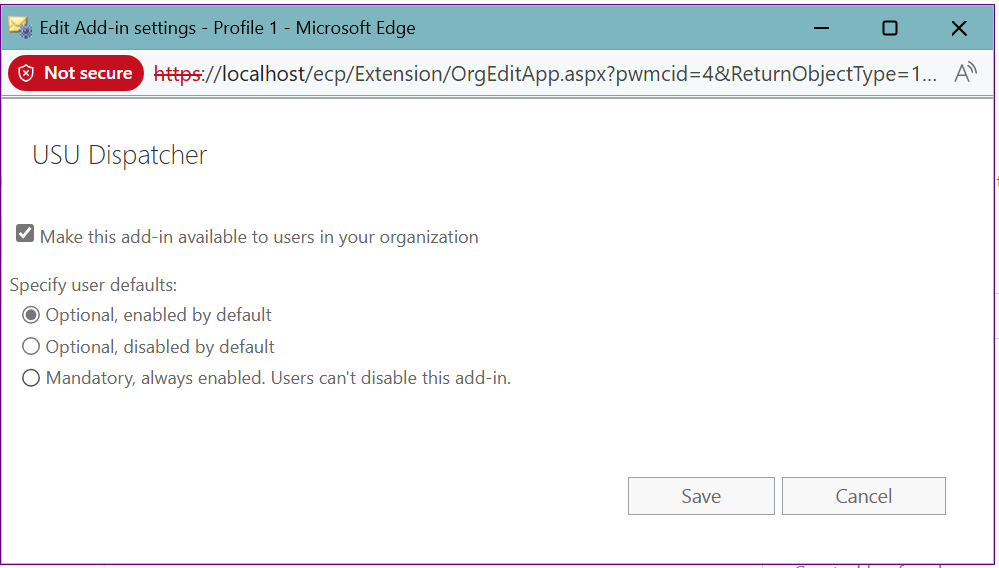 Edit Add-in settings - Profile 1 - Microsoft Edge
Not secure https://localhost/ecp/Extension/OrgEditApp.aspx?pwmcid=4&ReturnObjectType=1...
USU Dispatcher
Make this add-in available to users in your organization
Specify user defaults:
Optional, enabled by default
Optional, disabled by default
Mandatory, always enabled. Users can't disable this add-in.
Save Cancel